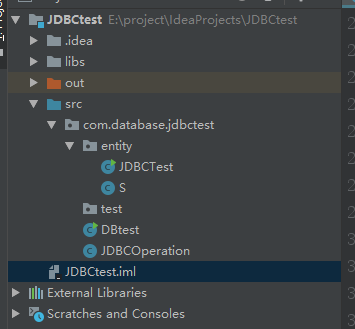 JDBCtest E:\project\IdeaProjects\JDBCtest
.idea
libs
out
src
com.database.jdbctest
entity
JDBCTest
S
test
DBtest
JDBCOperation
JDBCtest.iml
External Libraries
Scratches and Consoles